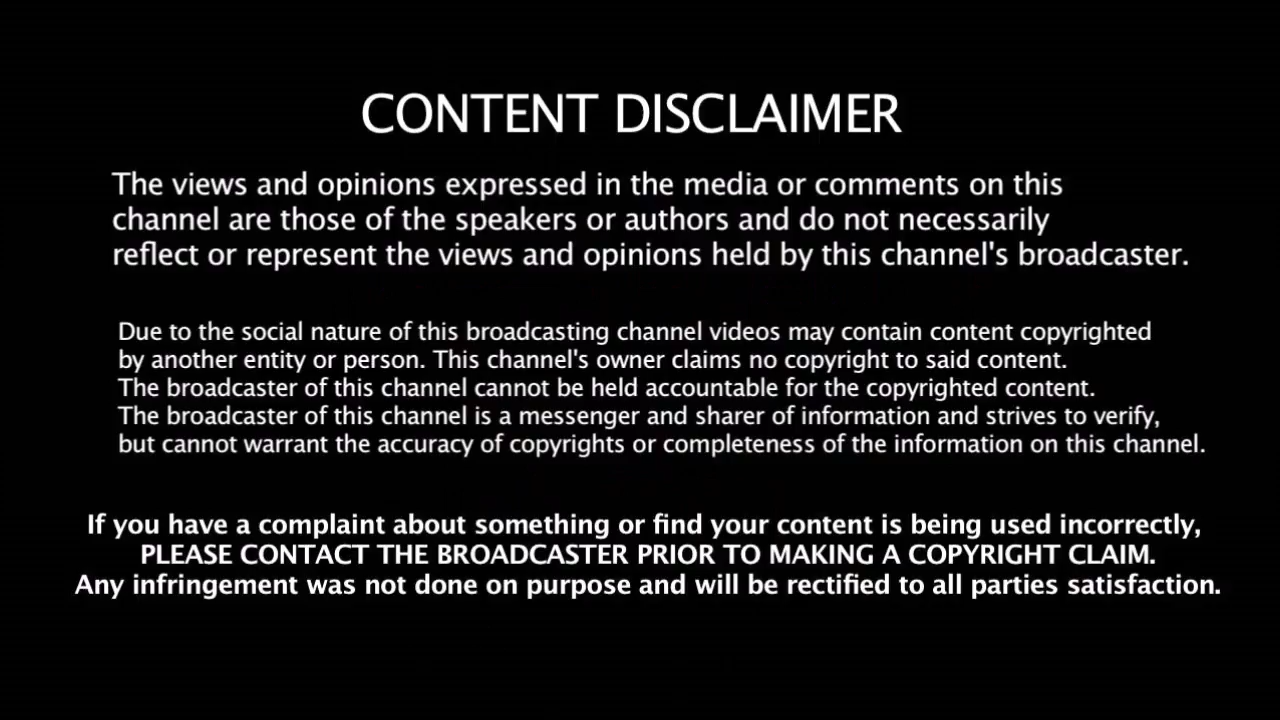 CONTENT DISCLAIMER
The views and opinions expressed in the media or comments on this
channel are those of the speakers or authors and do not necessarily
reflect or represent the views and opinions held by this channel's broadcaster.
Due to the social nature of this broadcasting channel videos may contain content copyrighted
by another entity or person. This channel's owner claims no copyright to said content.
The broadcaster of this channel cannot be held accountable for the copyrighted content.
The broadcaster of this channel is a messenger and sharer of information and strives to verify,
but cannot warrant the accuracy of copyrights or completeness of the information on this channel.
If you have a complaint about something or find your content is being used incorrectly,
PLEASE CONTACT THE BROADCASTER PRIOR TO MAKING A COPYRIGHT CLAIM.
Any infringement was not done on purpose and will be rectified to all parties satisfaction.